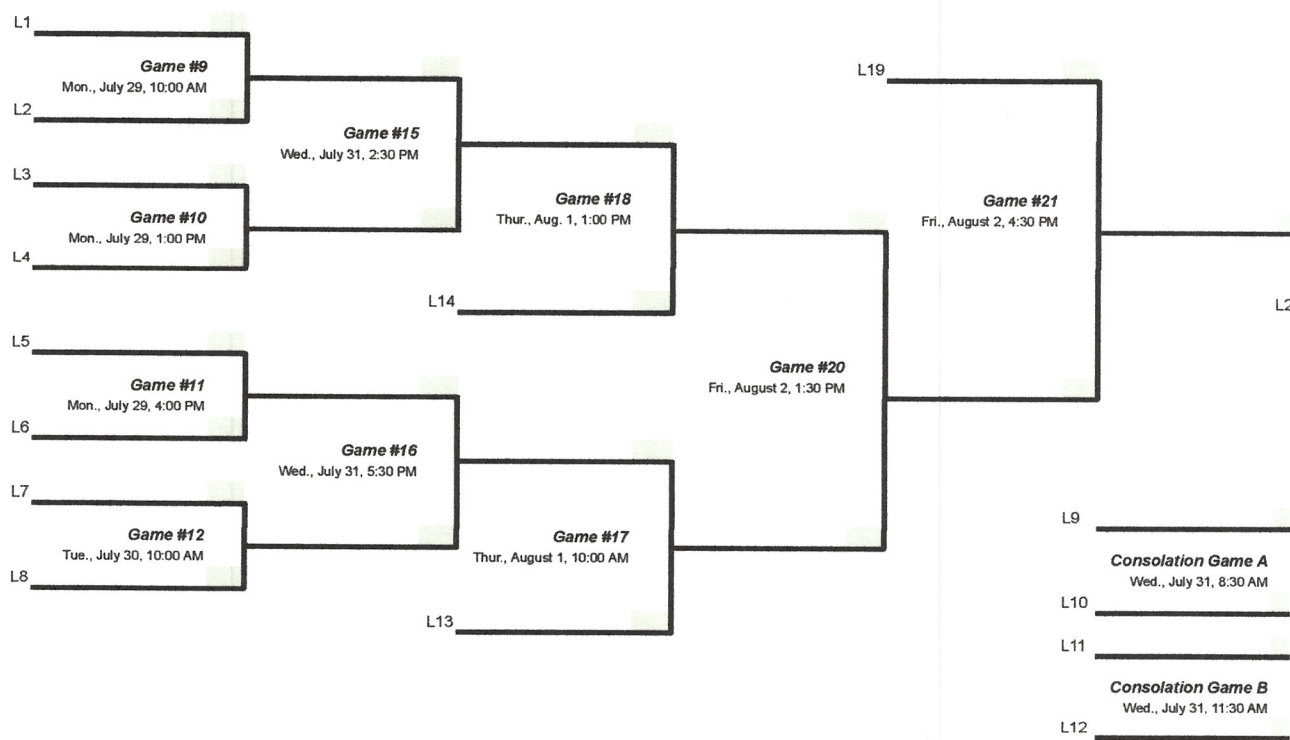 L1
Game #9
Mon., July 29, 10:00 AM
L2
L3
Game #10
Mon., July 29, 1:00 PM
L4
L5
Game #11
Mon., July 29, 4:00 PM
L6
L7
Game #12
Tue., July 30, 10:00 AM
L8
Game #15
Wed., July 31, 2:30 PM
Game #16
Wed., July 31, 5:30 PM
Game #18
Thur., Aug. 1, 1:00 PM
L14
Game #17
Thur., August 1, 10:00 AM
L13
Game #20
Fri., August 2, 1:30 PM
L19
Game #21
Fri., August 2, 4:30 PM
L9
Consolation Game A
Wed., July 31, 8:30 AM
L10
L11
Consolation Game B
Wed., July 31, 11:30 AM
L12